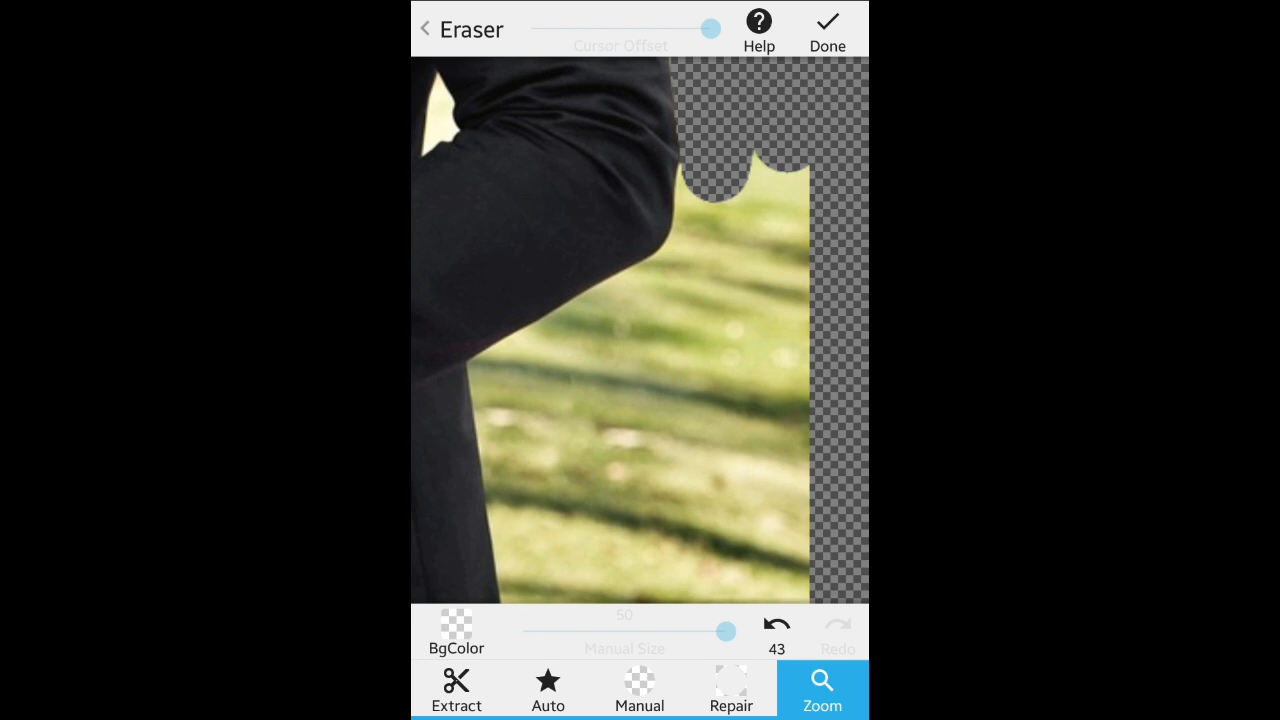 Eraser
Cursor Offset
Help
Done
BgColor
50
Manual Size
43
Redo
Extract
Auto
Manual
Repair
Zoom